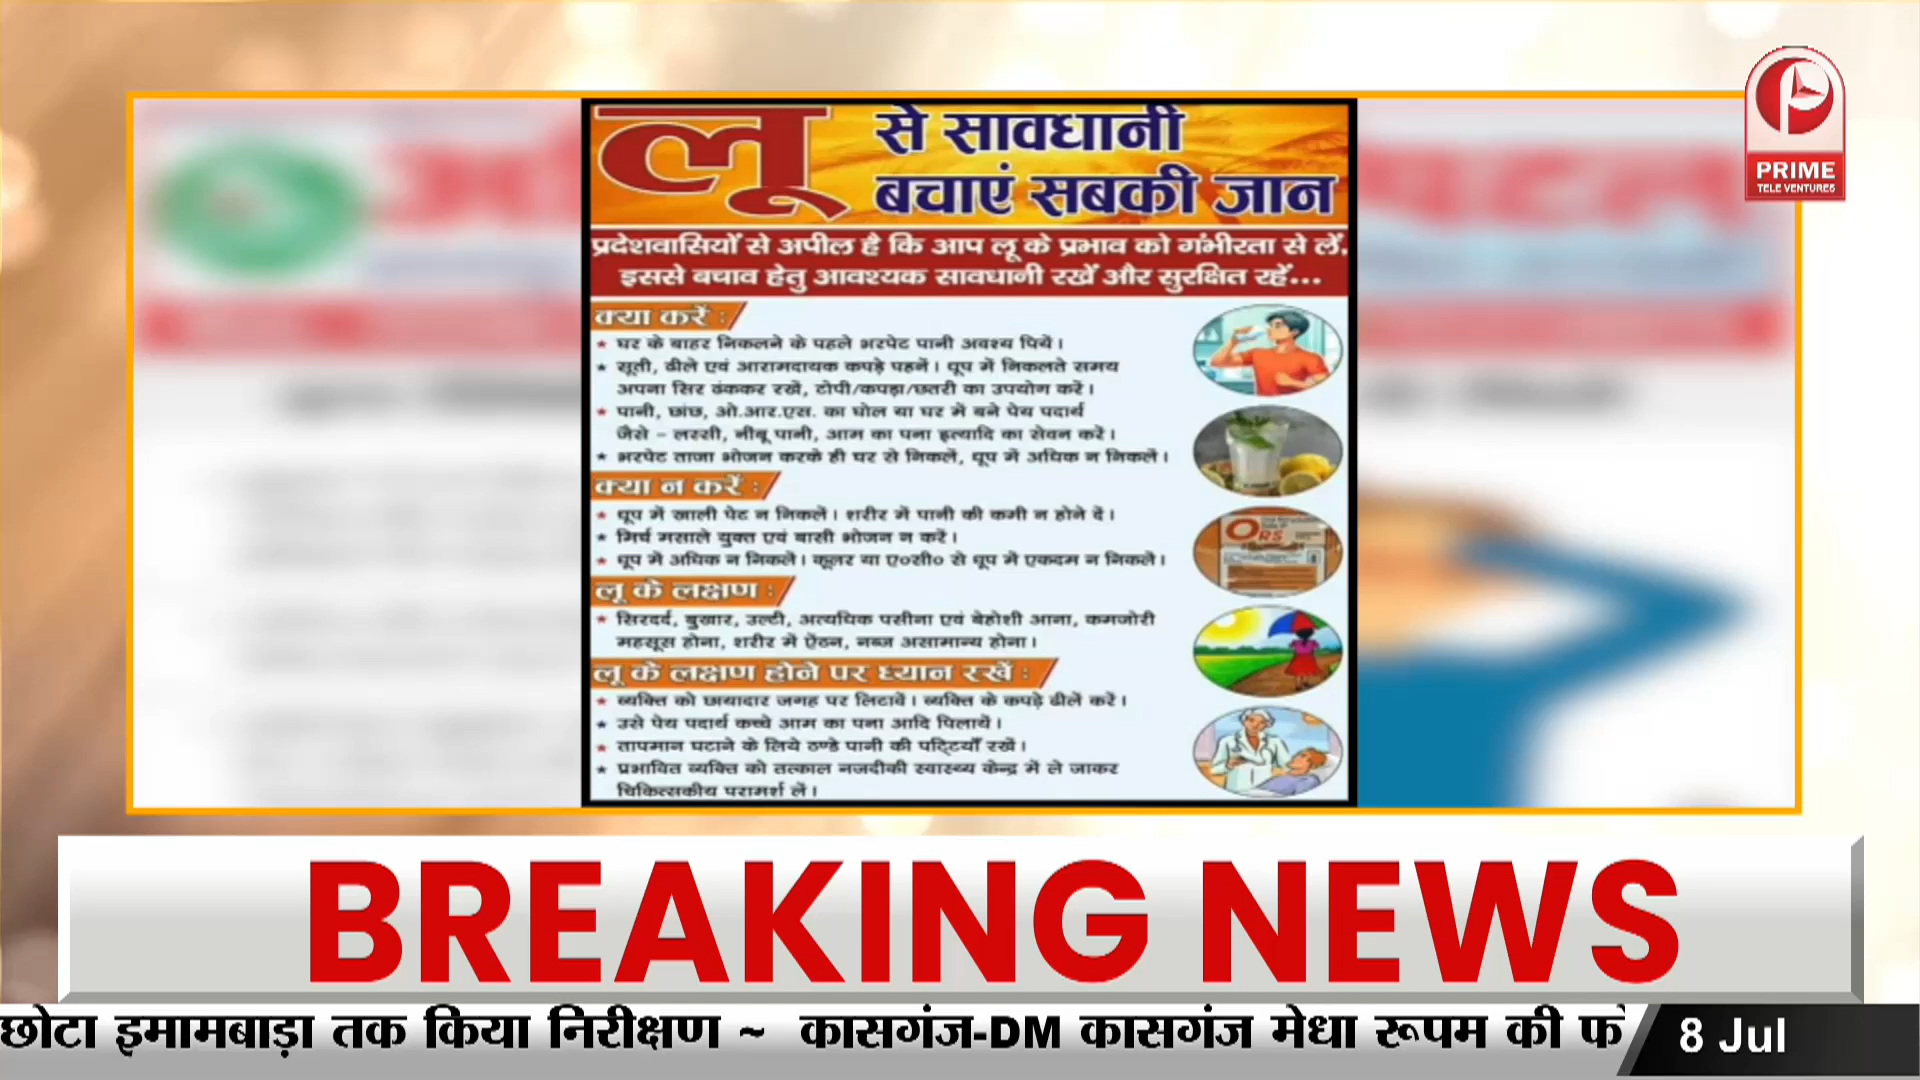 लू
से सावधानी
बचाएं सबकी जान
PRIME
TELE VENTURES
प्रदेशवासियों से अपील है कि आप लू के प्रभाव को गंभीरता से लें,
इससे बचाव हेतु आवश्यक सावधानी रखें और सुरक्षित रहें...
क्या करें :
* घर के बाहर निकलने के पहले भरपेट पानी अवश्य पियें।
* सूती, ढीले एवं आरामदायक कपड़े पहनें। धूप में निकलते समय
अपना सिर ढंककर रखें, टोपी/कपड़ा/छतरी का उपयोग करें।
* पानी, छांछ, ओ.आर.एस. का घोल या घर में बने पेय पदार्थ
जैसे - लस्सी, नीबू पानी, आम का पना इत्यादि का सेवन करें।
* भरपेट ताजा भोजन करके ही घर से निकलें, धूप में अधिक न निकलें।
क्या न करें :
* धूप में खाली पेट न निकलें। शरीर में पानी की कमी न होने दें।
* मिर्च मसाले युक्त एवं बासी भोजन न करें।
* धूप में अधिक न निकलें। कूलर या ए०सी० से धूप में एकदम न निकलें।
ORS
लू के लक्षण :
* सिरदर्द, बुखार, उल्टी, अत्यधिक पसीना एवं बेहोशी आना, कमजोरी
महसूस होना, शरीर में ऐंठन, नब्ज असामान्य होना।
लू के लक्षण होने पर ध्यान रखें :
* व्यक्ति को छायादार जगह पर लिटावें। व्यक्ति के कपड़े ढीलें करें।
* उसे पेय पदार्थ कच्चे आम का पना आदि पिलायें।
* तापमान घटाने के लिये ठण्डे पानी की पट्टियाँ रखें।
* प्रभावित व्यक्ति को तत्काल नजदीकी स्वास्थ्य केन्द्र में ले जाकर
चिकित्सकीय परामर्श लें।
BREAKING NEWS
छोटा इमामबाड़ा तक किया निरीक्षण ~ कासगंज-DM कासगंज मेधा रूपम की
8 Jul